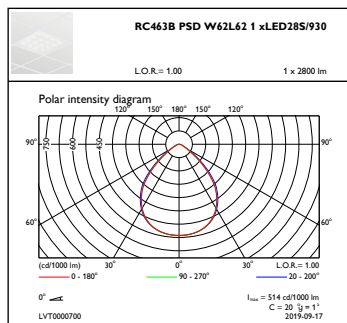 RC463B PSD W62L62 1 xLED28S/930
L.O.R.= 1.00 1 x 2800 lm
Polar intensity diagram
120° 150° 180° 150° 120°
90° 750 600 450 90°
60° 60°
(cd/1000 lm) 30° 0° 30° L.O.R.= 1.00
0 - 180° 90 - 270° 20 - 200°
0° Imax = 514 cd/1000 lm
C = 20 °g = 1°
LVT0000700 2019-09-17